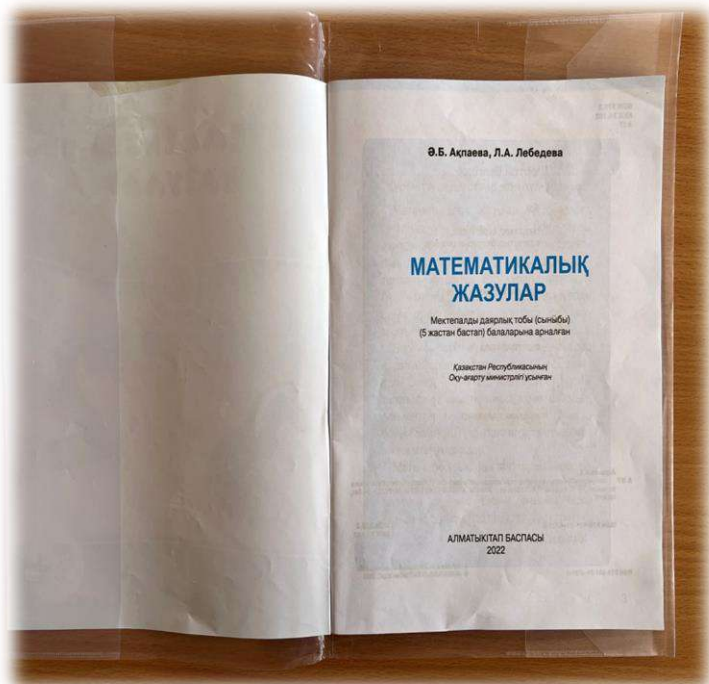 Ә.Б. Ақпаева, Л.А. Лебедева
МАТЕМАТИКАЛЫҚ
ЖАЗУЛАР
Мектепалды даярлық тобы (сыныбы)
(5 жастан бастап) балаларына арналған
Қазақстан Республикасының
Оқу-ағарту министрлігі ұсынған
АЛМАТЫКІТАП БАСПАСЫ
2022